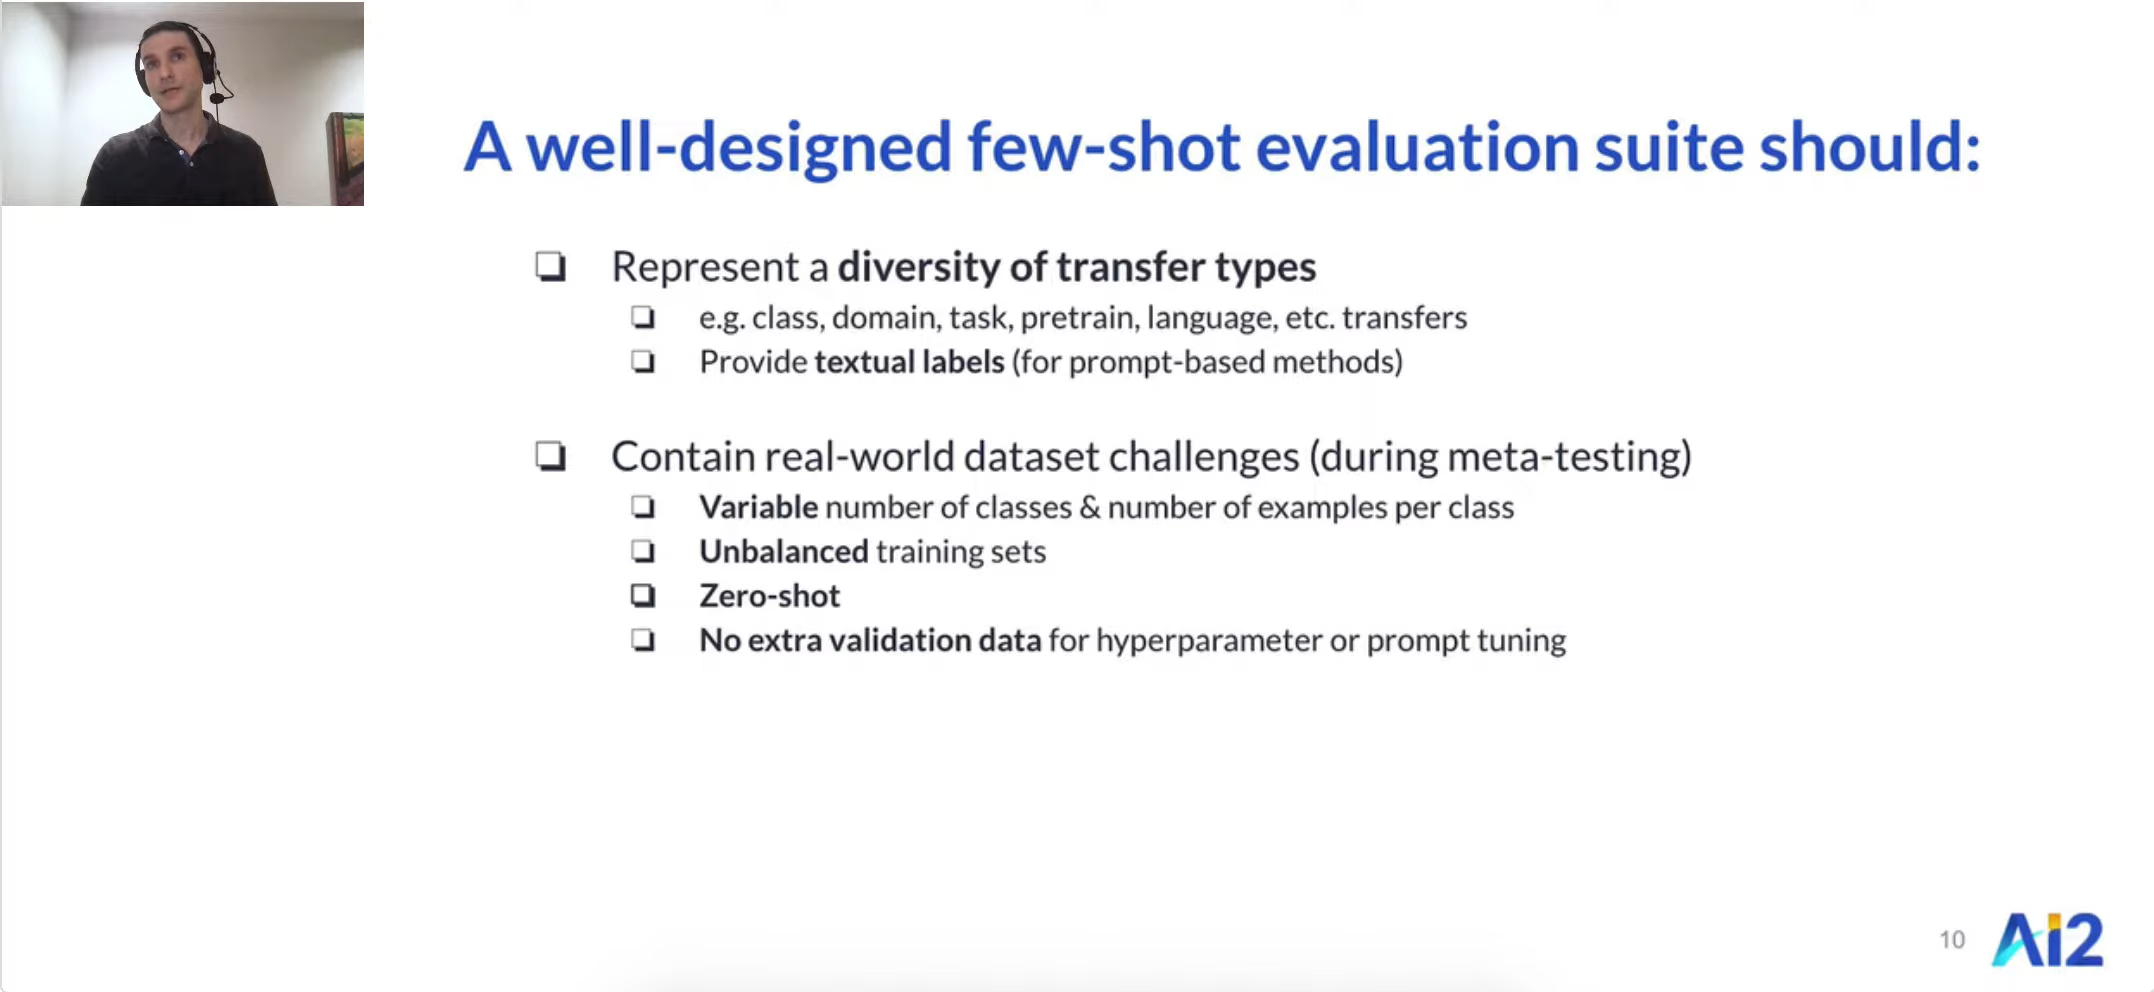 A well-designed few-shot evaluation suite should:
Represent a diversity of transfer types
e.g. class, domain, task, pretrain, language, etc. transfers
Provide textual labels (for prompt-based methods)
Contain real-world dataset challenges (during meta-testing)
Variable number of classes & number of examples per class
Unbalanced training sets
Zero-shot
No extra validation data for hyperparameter or prompt tuning
10
Ai2